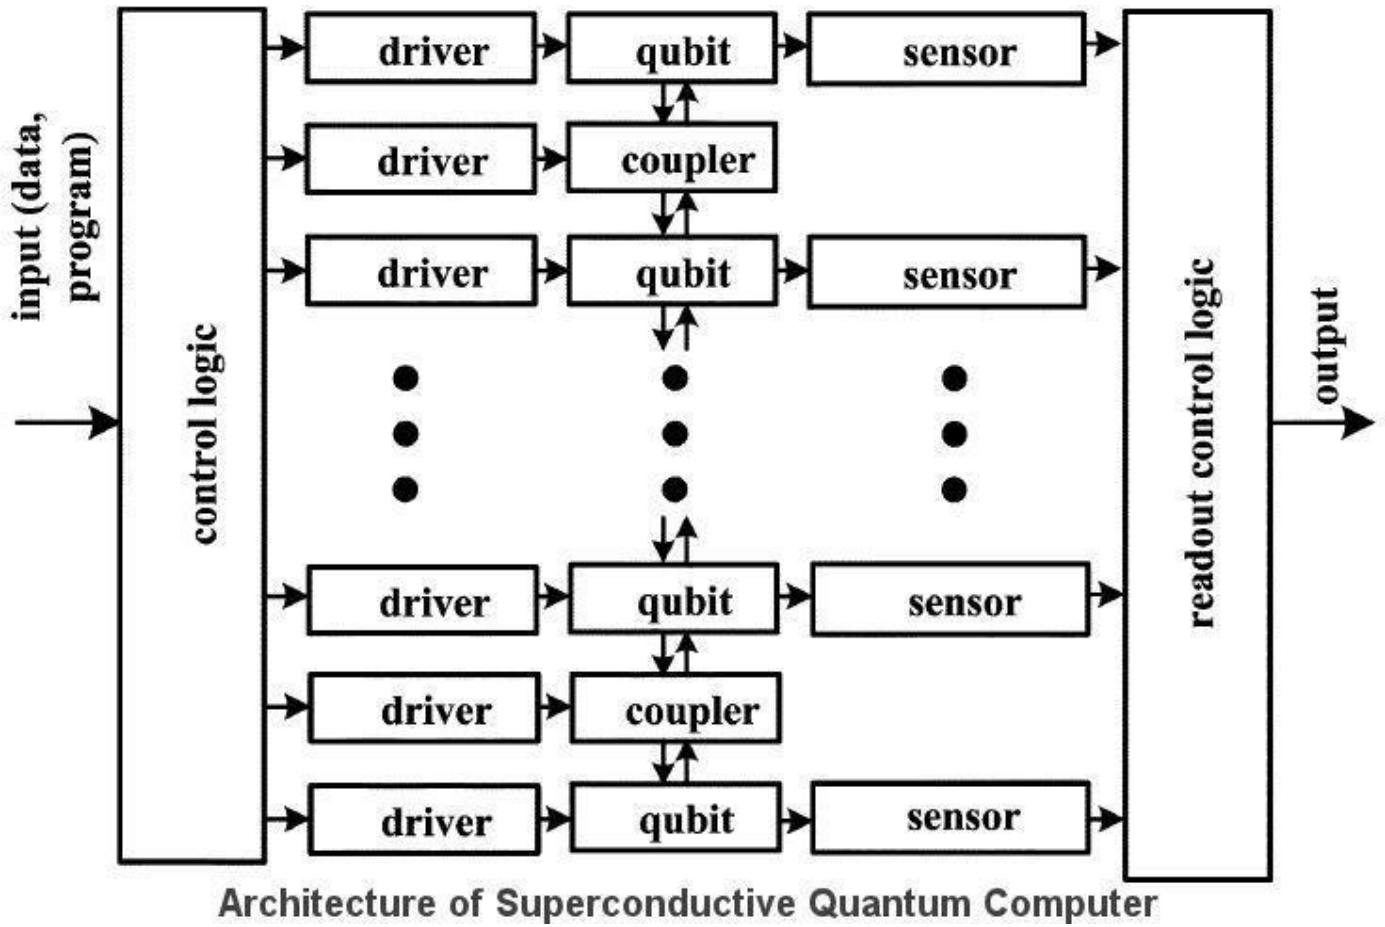 input (data,
program)
control logic
driver
qubit
sensor
driver
coupler
driver
qubit
sensor
driver
qubit
sensor
driver
coupler
driver
qubit
sensor
readout control logic
output
Architecture of Superconductive Quantum Computer